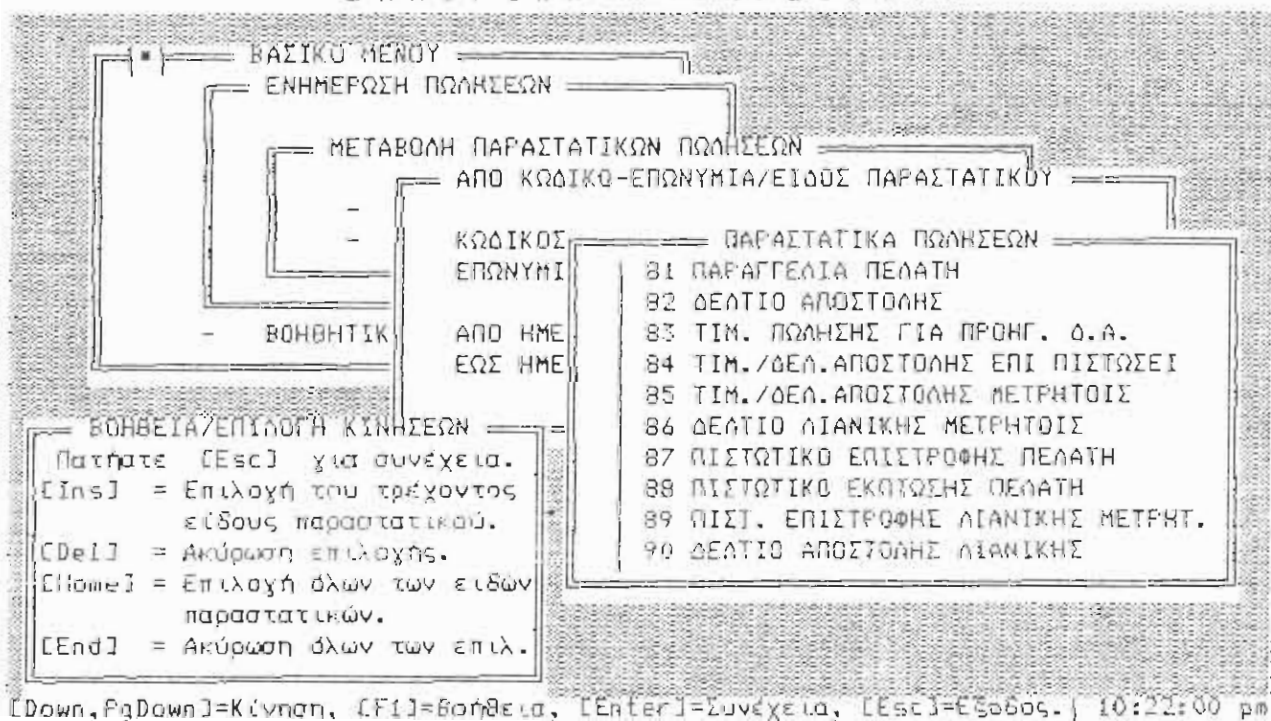 ΒΑΣΙΚΟ ΜΕΝΟΥ
ΕΝΗΜΕΡΩΣΗ ΠΩΛΗΣΕΩΝ
ΜΕΤΑΒΟΛΗ ΠΑΡΑΣΤΑΤΙΚΩΝ ΠΩΛΗΣΕΩΝ
ΑΠΟ ΚΩΔΙΚΟ-ΕΠΩΝΥΜΙΑ/ΕΙΔΟΣ ΠΑΡΑΣΤΑΤΙΚΟΥ
-
-
ΚΩΔΙΚΟΣ
ΕΠΩΝΥΜΙ
- ΒΟΗΘΗΤΙΚ
ΑΠΟ ΗΜΕ
ΕΩΣ ΗΜΕ
ΠΑΡΑΣΤΑΤΙΚΑ ΠΩΛΗΣΕΩΝ
81 ΠΑΡΑΓΓΕΛΙΑ ΠΕΛΑΤΗ
82 ΔΕΛΤΙΟ ΑΠΟΣΤΟΛΗΣ
83 ΤΙΜ. ΠΩΛΗΣΗΣ ΓΙΑ ΠΡΟΗΓ. Δ.Α.
84 ΤΙΜ./ΔΕΛ.ΑΠΟΣΤΟΛΗΣ ΕΠΙ ΠΙΣΤΩΣΕΙ
85 ΤΙΜ./ΔΕΛ.ΑΠΟΣΤΟΛΗΣ ΜΕΤΡΗΤΟΙΣ
86 ΔΕΛΤΙΟ ΛΙΑΝΙΚΗΣ ΜΕΤΡΗΤΟΙΣ
87 ΠΙΣΤΩΤΙΚΟ ΕΠΙΣΤΡΟΦΗΣ ΠΕΛΑΤΗ
88 ΠΙΣΤΩΤΙΚΟ ΕΚΠΤΩΣΗΣ ΠΕΛΑΤΗ
89 ΠΙΣΤ. ΕΠΙΣΤΡΟΦΗΣ ΛΙΑΝΙΚΗΣ ΜΕΤΡΗΤ.
90 ΔΕΛΤΙΟ ΑΠΟΣΤΟΛΗΣ ΛΙΑΝΙΚΗΣ
ΒΟΗΘΕΙΑ/ΕΠΙΛΟΓΗ ΚΙΝΗΣΕΩΝ
Πατήστε [Esc] για συνέχεια.
[Ins] = Επιλογή του τρέχοντος
είδους παραστατικού.
[Del] = Ακύρωση επιλογής.
[Home] = Επιλογή όλων των ειδών
παραστατικών.
[End] = Ακύρωση όλων των επιλ.
[Down,PgDown]=Κίνηση, [F1]=Βοήθεια, [Enter]=Συνέχεια, [Esc]=Εξοδος.| 10:22:00 pm